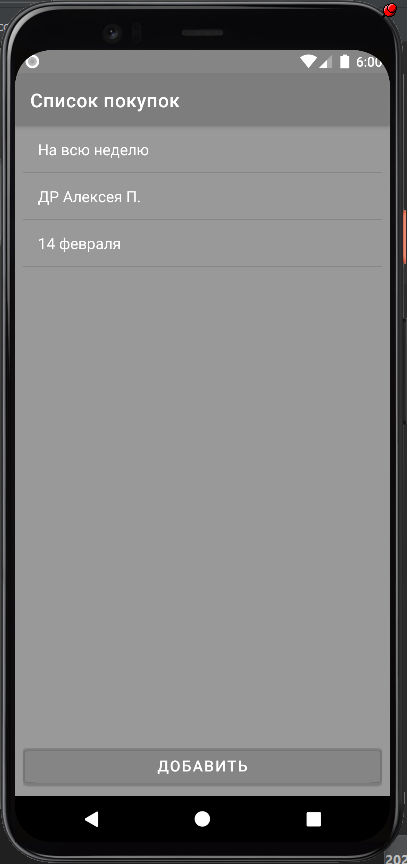 6:00
Список покупок
На всю неделю
ДР Алексея П.
14 февраля
ДОБАВИТЬ